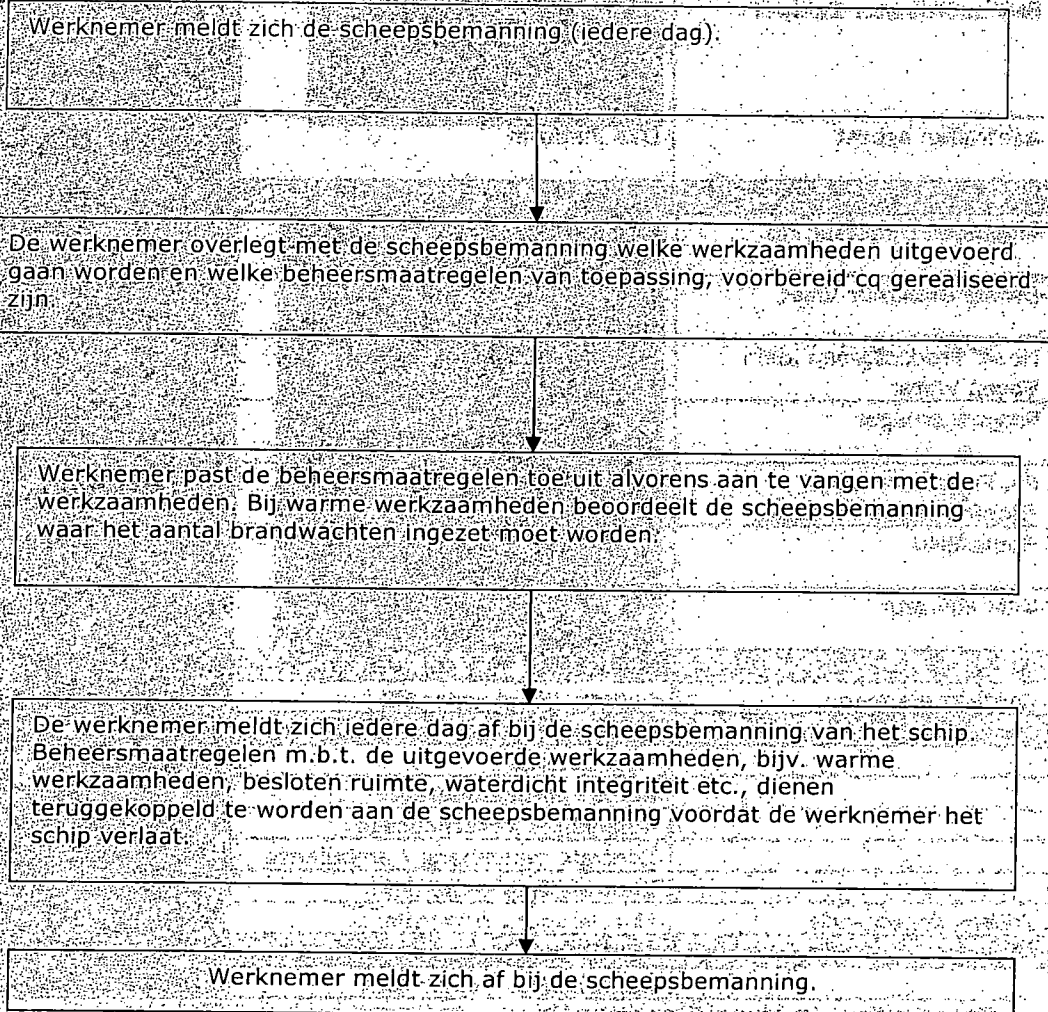 Werknemer meldt zich de scheepsbemanning (iedere dag).
De werknemer overlegt met de scheepsbemanning welke werkzaamheden uitgevoerd
gaan worden en welke beheersmaatregelen van toepassing, voorbereid cq gerealiseerd
zijn.
Werknemer past de beheersmaatregelen toe uit alvorens aan te vangen met de
werkzaamheden. Bij warme werkzaamheden beoordeelt de scheepsbemanning
waar het aantal brandwachten ingezet moet worden.
De werknemer meldt zich iedere dag af bij de scheepsbemanning van het schip.
Beheersmaatregelen m.b.t. de uitgevoerde werkzaamheden, bijv. warme
werkzaamheden, besloten ruimte, waterdicht integriteit etc., dienen
teruggekoppeld te worden aan de scheepsbemanning voordat de werknemer het
schip verlaat.
Werknemer meldt zich af bij de scheepsbemanning.